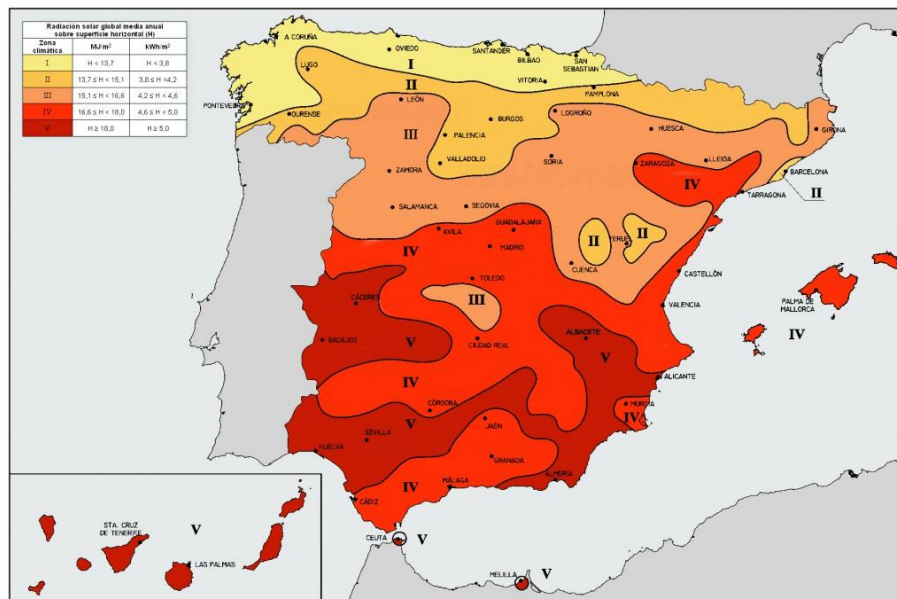 Radiación solar global media anual
sobre superficie horizontal (H)
Zona climática MJ/m² kWh/m²
I H < 13,7 H < 3,8
II 13,7 ≤ H < 15,1 3,8 ≤ H <4,2
III 15,1 ≤ H < 16,6 4,2 ≤ H < 4,6
IV 16,6 ≤ H < 18,0 4,6 ≤ H < 5,0
V H ≥ 18,0 H ≥ 5,0
A CORUÑA
OVIEDO
SANTANDER
BILBAO
SAN
SEBASTIAN
I
LUGO
VITORIA
II
PAMPLONA
PONTEVEDRA
OURENSE
LEÓN
BURGOS
LOGROÑO
HUESCA
GIRONA
III
PALENCIA
VALLADOLID
SORIA
ZARAGOZA
LLEIDA
BARCELONA
ZAMORA
IV
TARRAGONA
II
SALAMANCA
SEGOVIA
GUADALAJARA
AVILA
II
II
TERUEL
IV
MADRID
CUENCA
CASTELLÓN
TOLEDO
CÁCERES
III
VALENCIA
PALMA DE
MALLORCA
IV
BADAJOZ
V
CIUDAD REAL
ALBACETE
V
IV
ALICANTE
CÓRDOBA
MURCIA
IV
V
JAÉN
SEVILLA
HUELVA
GRANADA
ALMERIA
MÁLAGA
IV
CÁDIZ
STA. CRUZ
DE TENERIFE
V
LAS PALMAS
CEUTA
V
MELILLA
V